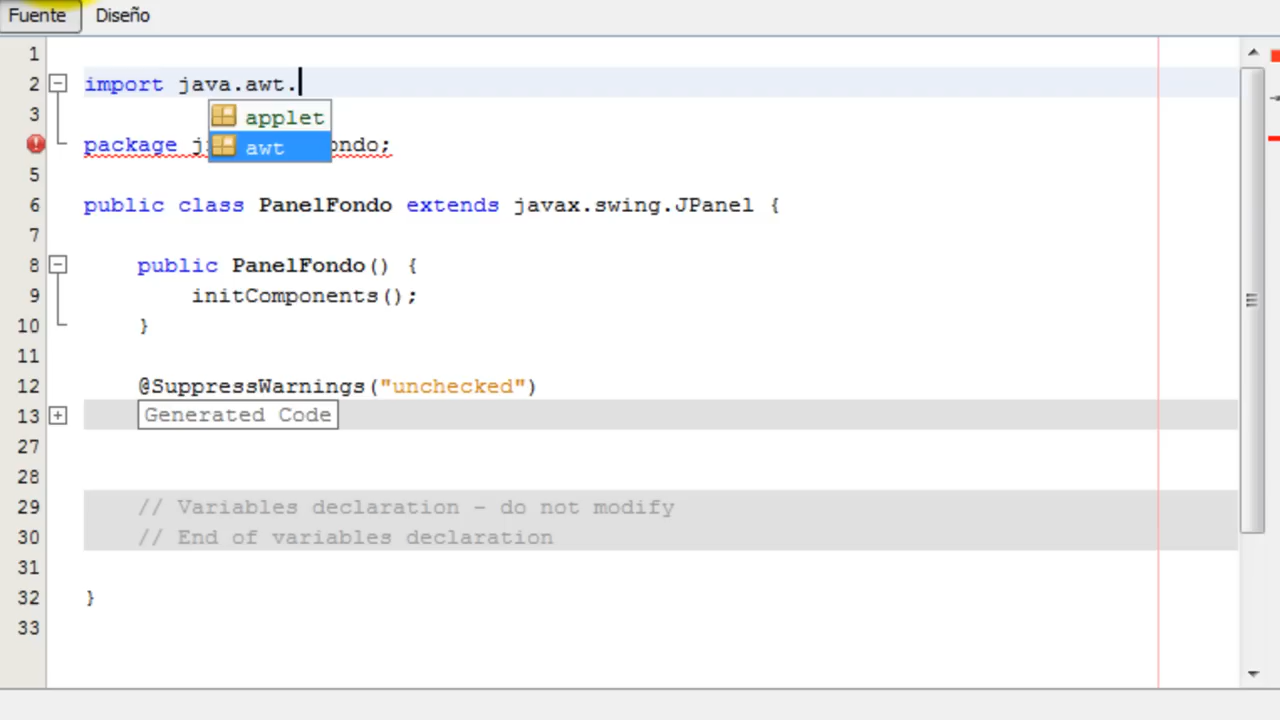 Fuente Diseño
1
2 import java.awt.
3 applet
package j ondo;
awt
5
6 public class PanelFondo extends javax.swing.JPanel {
7
8 public PanelFondo() {
9 initComponents();
10 }
11
12 @SuppressWarnings("unchecked")
13 Generated Code
27
28
29 // Variables declaration - do not modify
30 // End of variables declaration
31
32 }
33